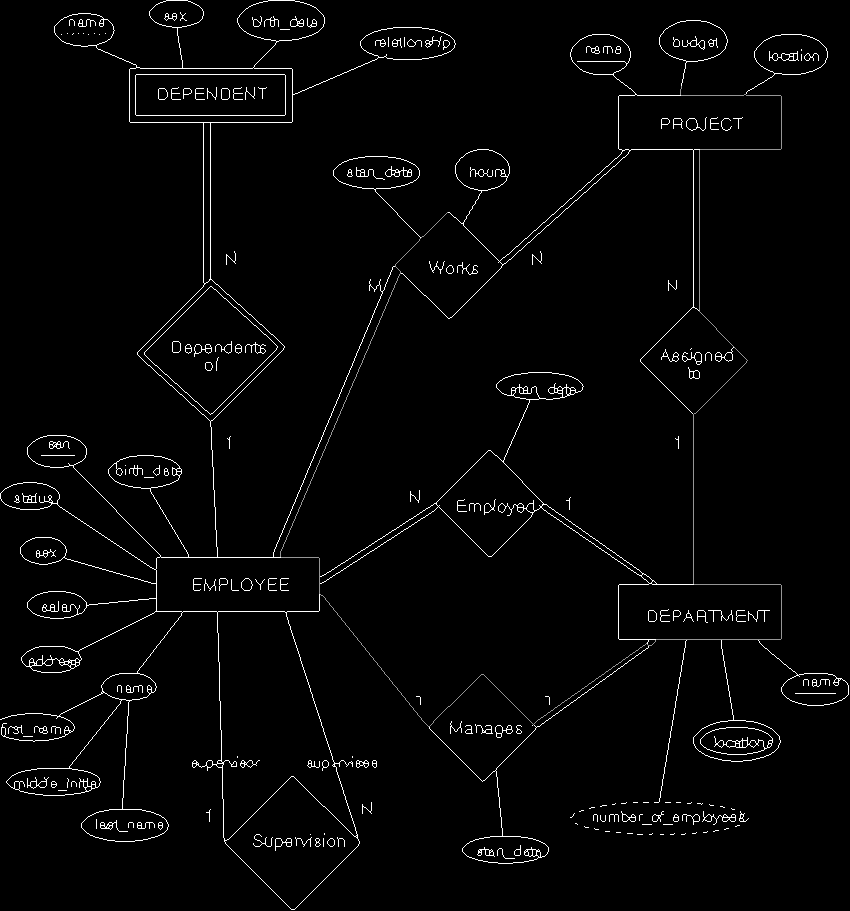 name
sex
birth_date
relationship
DEPENDENT
name
budget
location
PROJECT
start_date
hours
Works
N
M
N
N
Dependents
of
Assigned
to
1
1
start_date
ssn
birth_date
status
sex
salary
address
name
first_name
middle_initia
last_name
EMPLOYEE
N
Employed
1
DEPARTMENT
name
locations
number_of_employees
1
Manages
1
start_date
supervisor
supervisee
1
N
Supervision